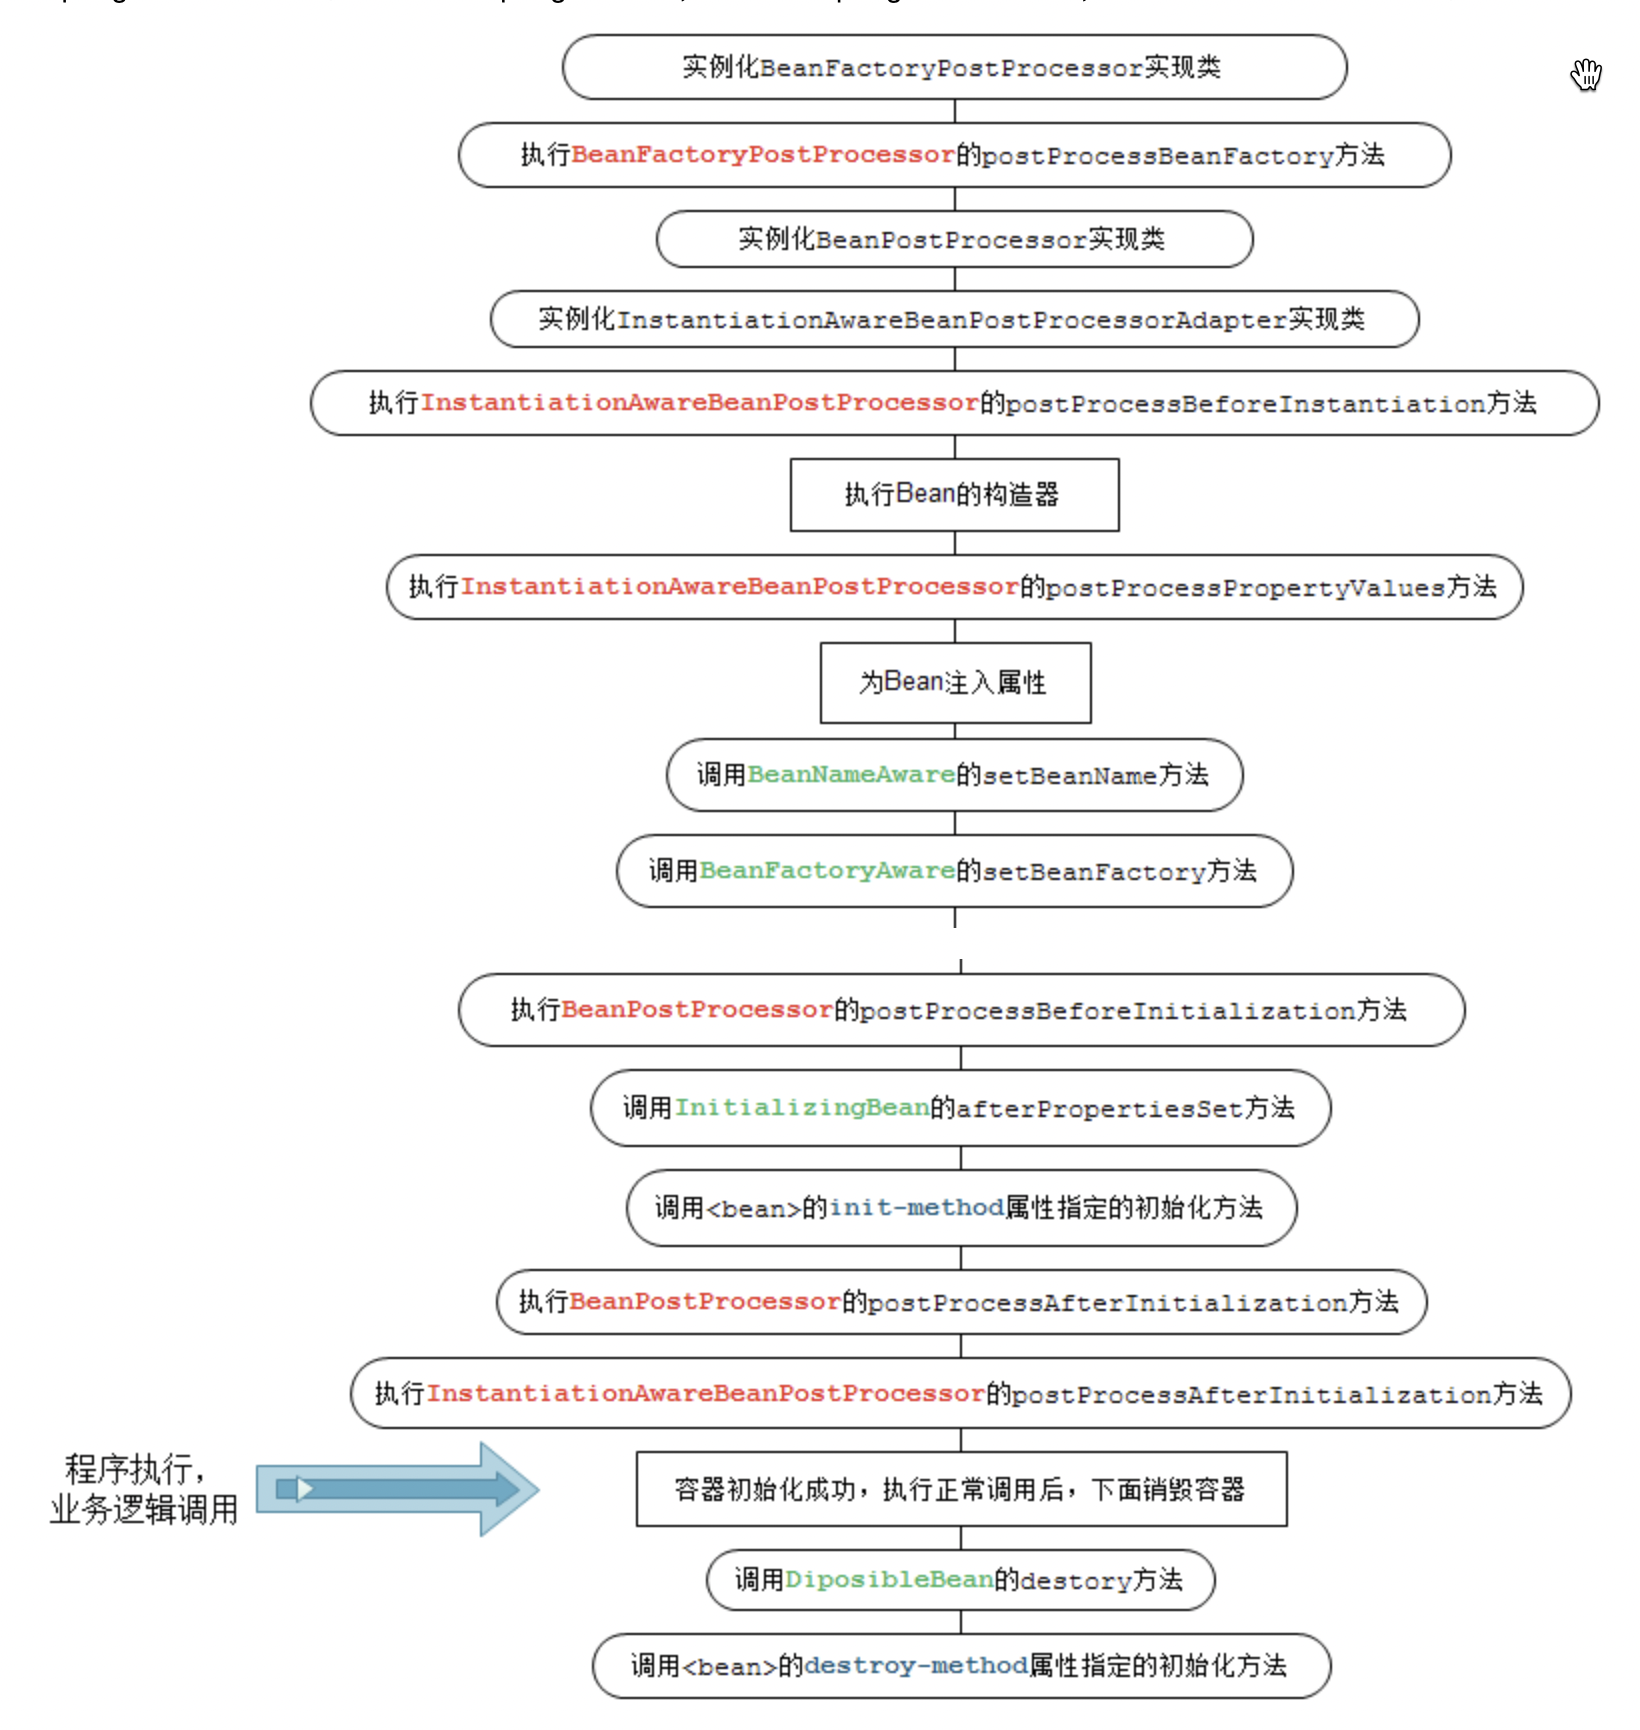 实例化BeanFactoryPostProcessor实现类
执行BeanFactoryPostProcessor的postProcessBeanFactory方法
实例化BeanPostProcessor实现类
实例化InstantiationAwareBeanPostProcessorAdapter实现类
执行InstantiationAwareBeanPostProcessor的postProcessBeforeInstantiation方法
执行Bean的构造器
执行InstantiationAwareBeanPostProcessor的postProcessPropertyValues方法
为Bean注入属性
调用BeanNameAware的setBeanName方法
调用BeanFactoryAware的setBeanFactory方法
执行BeanPostProcessor的postProcessBeforeInitialization方法
调用InitializingBean的afterPropertiesSet方法
调用<bean>的init-method属性指定的初始化方法
执行BeanPostProcessor的postProcessAfterInitialization方法
执行InstantiationAwareBeanPostProcessor的postProcessAfterInitialization方法
程序执行，
业务逻辑调用
容器初始化成功，执行正常调用后，下面销毁容器
调用DiposibleBean的destory方法
调用<bean>的destroy-method属性指定的初始化方法